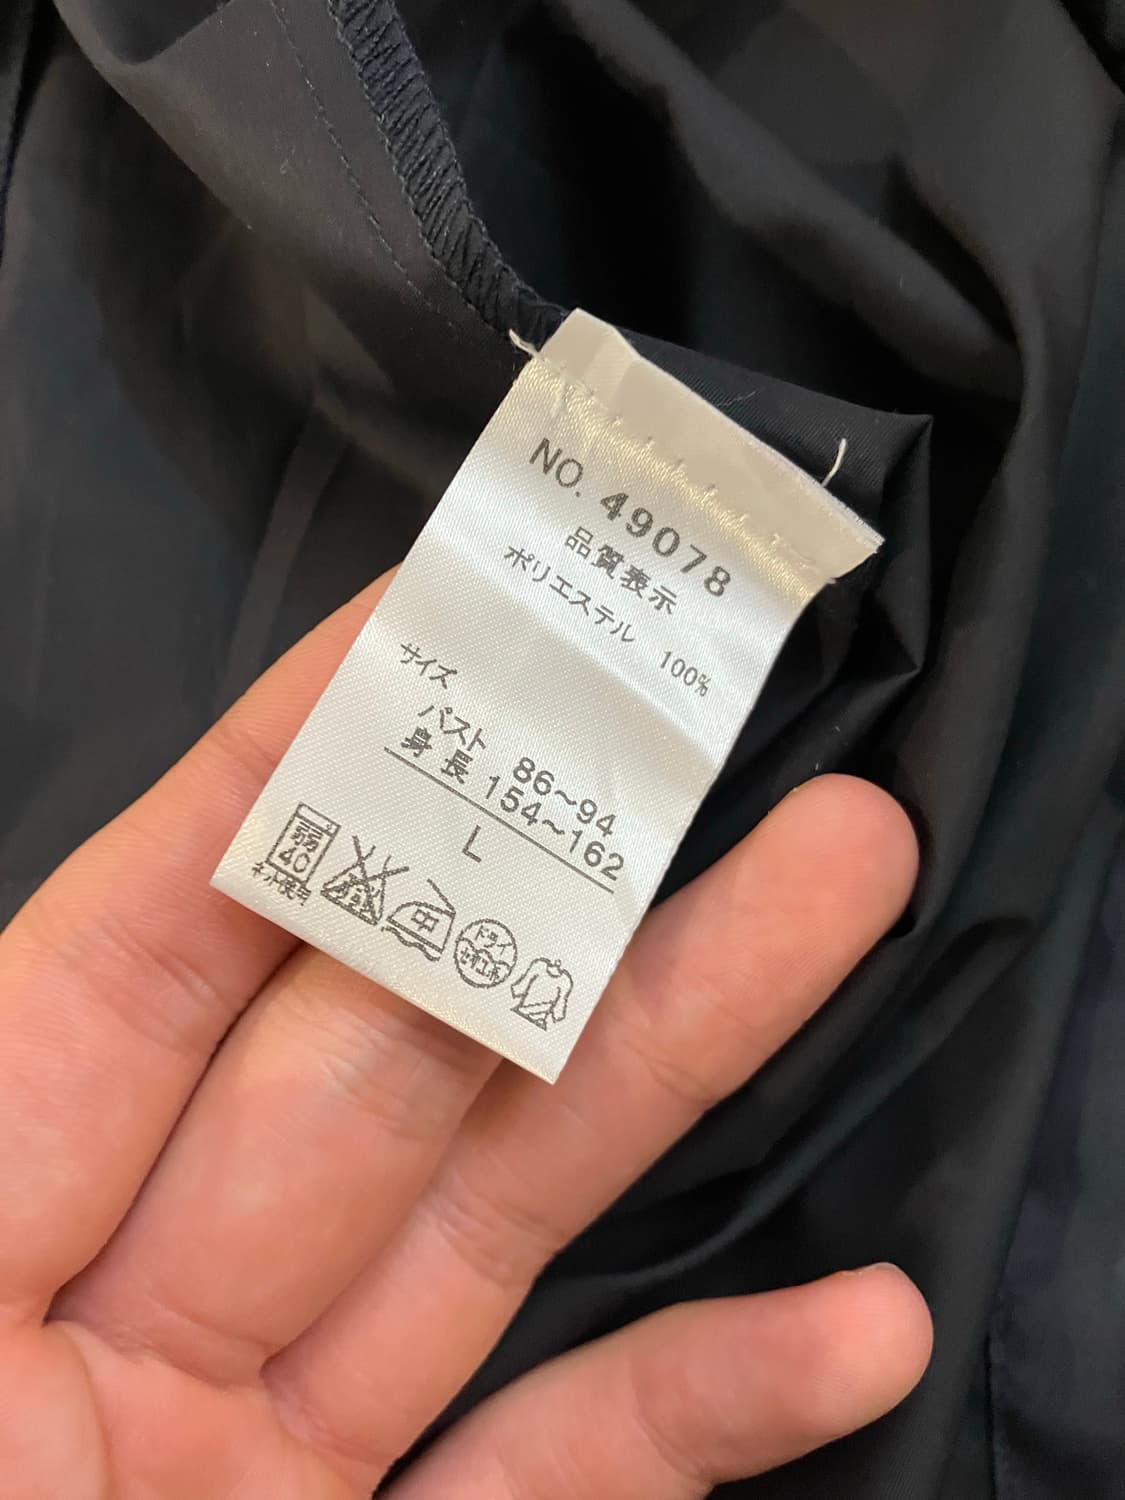 NO. 49078
品質表示
ポリエステル 100%
サイズ
バスト 86~94
身長 154~162
L
弱
40
ネット使用
中
ドライ
セキユ系